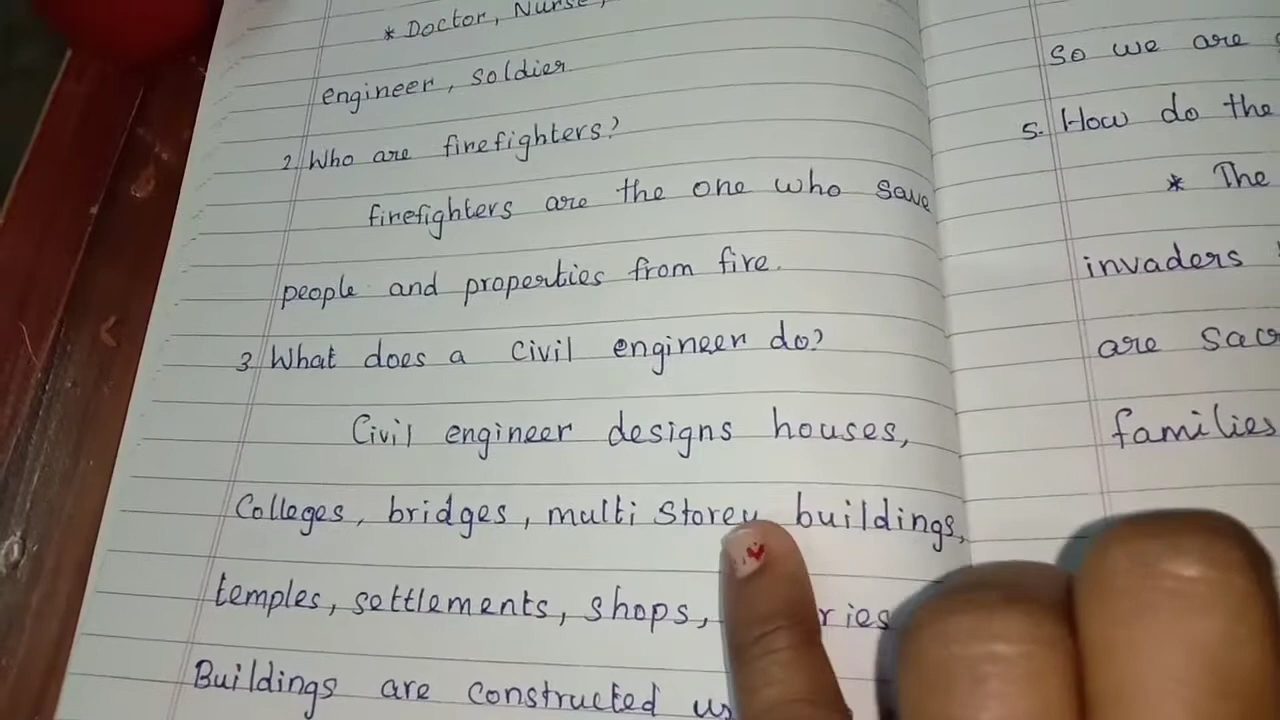 * Doctor, Nurse,
engineer, soldier
2. Who are firefighters?
firefighters are the one who save
people and properties from fire.
3. What does a civil engineer do?
Civil engineer designs houses,
Colleges, bridges, multi storey buildings,
temples, settlements, shops,
Buildings are constructed
So we are
5. How do the
* The
invaders
are
families